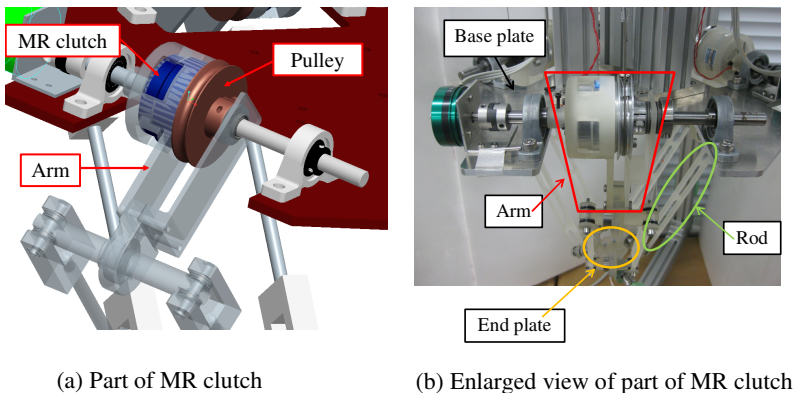 MR clutch
Pulley
Arm
Base plate
Arm
Rod
End plate
(a) Part of MR clutch
(b) Enlarged view of part of MR clutch